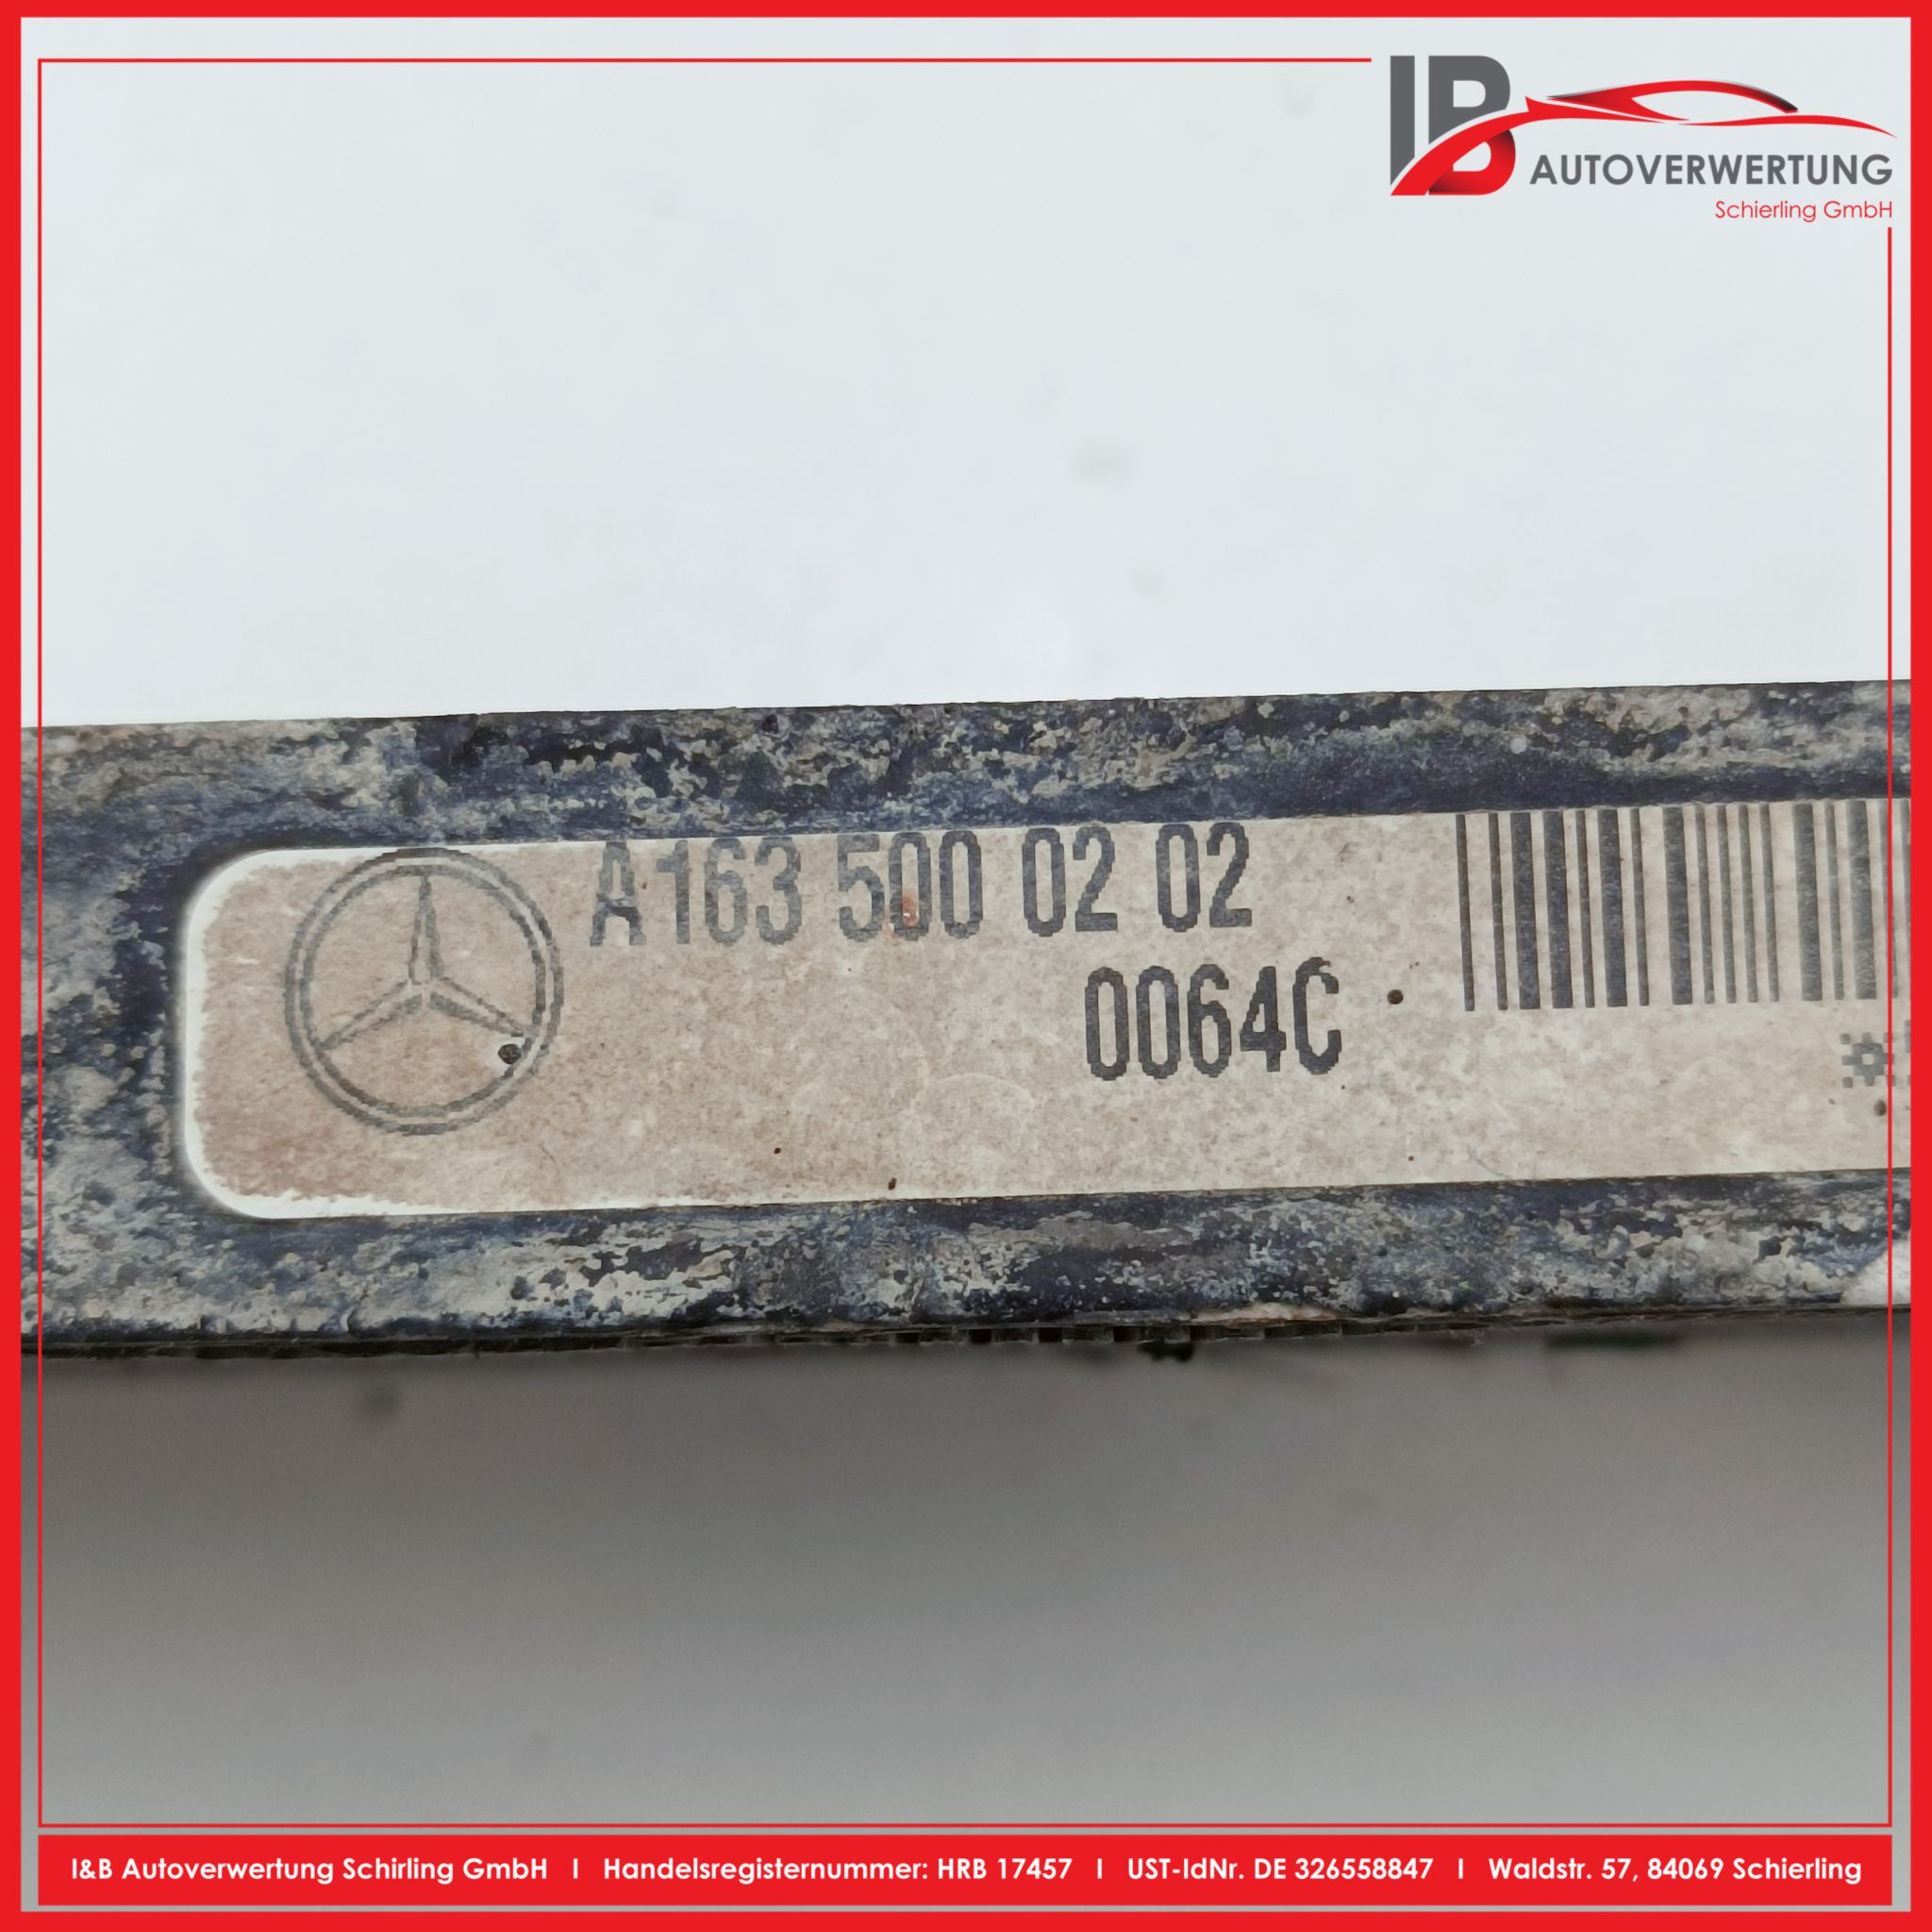 IB AUTOVERWERTUNG
Schierling GmbH
A 163 500 02 02
0064C
I&B Autoverwertung Schirling GmbH I Handelsregisternummer: HRB 17457 I UST-IdNr. DE 326558847 I Waldstr. 57, 84069 Schierling